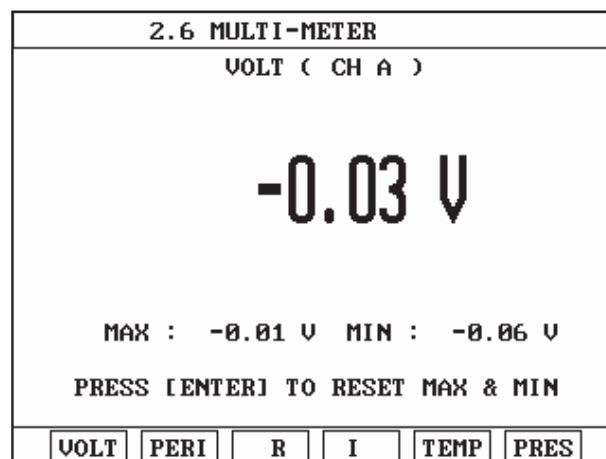 2.6 MULTI-METER
VOLT ( CH A )
-0.03 V
MAX : -0.01 V MIN : -0.06 V
PRESS [ENTER] TO RESET MAX & MIN
VOLT PERI R I TEMP PRES